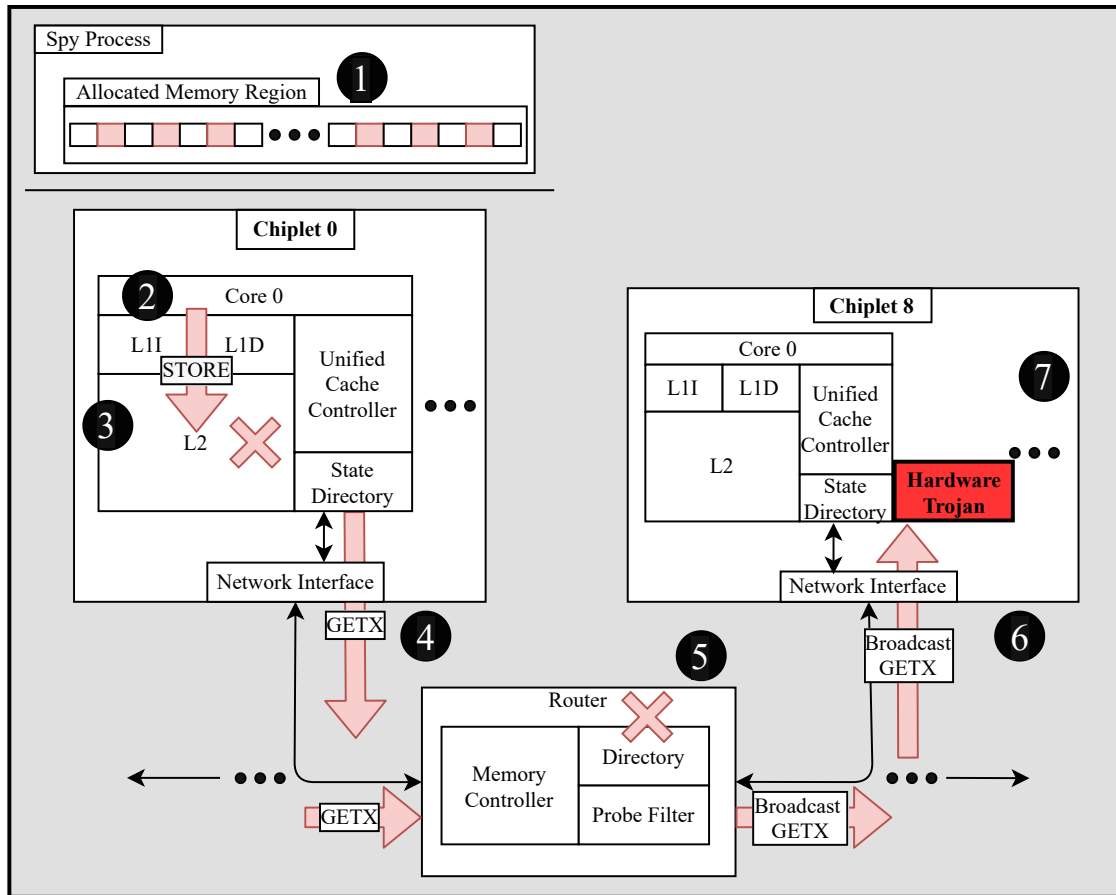 Spy Process
1
Allocated Memory Region
Chiplet 0
2
Core 0
L1I
L1D
STORE
Unified
Cache
Controller
3
L2
State
Directory
Network Interface
GETX
4
Chiplet 8
Core 0
L1I
L1D
Unified
Cache
Controller
7
L2
State
Directory
Hardware
Trojan
Network Interface
Broadcast
GETX
6
5
Router
Memory
Controller
Directory
Probe Filter
GETX
Broadcast
GETX